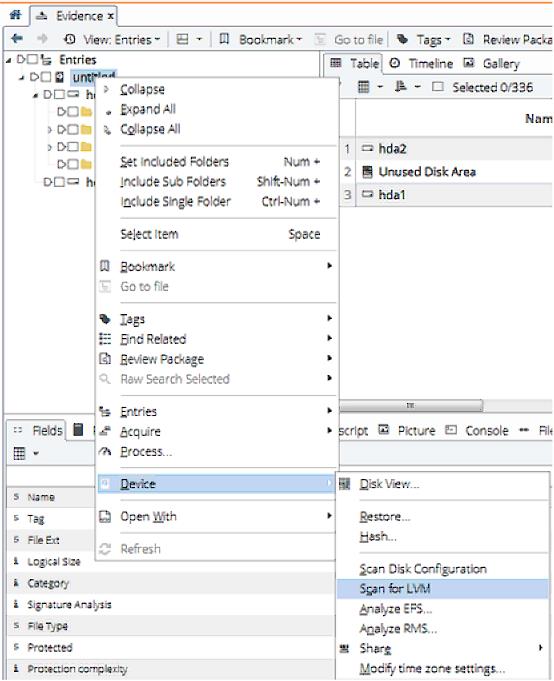 Evidence x
View: Entries
Bookmark
Go to file
Tags
Review Packa
Entries
untitled
Table
Timeline
Gallery
Selected 0/336
Nam
1 hda2
2 Unused Disk Area
3 hda1
Collapse
Expand All
Collapse All
Set Included Folders Num +
Include Sub Folders Shift-Num +
Include Single Folder Ctrl-Num +
Select Item Space
Bookmark
Go to file
Tags
Find Related
Review Package
Raw Search Selected
Entries
Acquire
Process...
Device
Open With
Refresh
Disk View...
Restore...
Hash...
Scan Disk Configuration
Scan for LVM
Analyze EFS...
Analyze RMS...
Share
Modify time zone settings...
Fields
script
Picture
Console
File
Name
Tag
File Ext
Logical Size
Category
Signature Analysis
File Type
Protected
Protection complexity